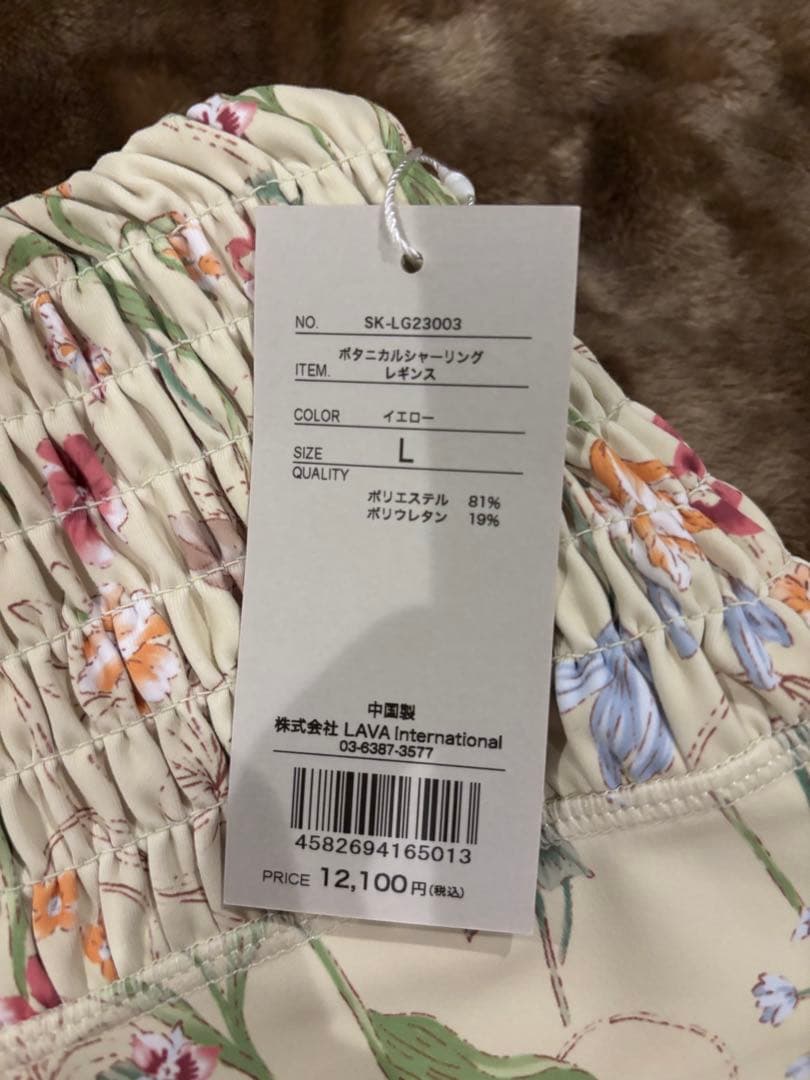 NO. SK-LG23003
ボタニカルシャーリング
ITEM. レギンス
COLOR イエロー
SIZE L
QUALITY
ポリエステル 81%
ポリウレタン 19%
中国製
株式会社 LAVA International
03-6387-3577
4582694165013
PRICE 12,100円(税込)